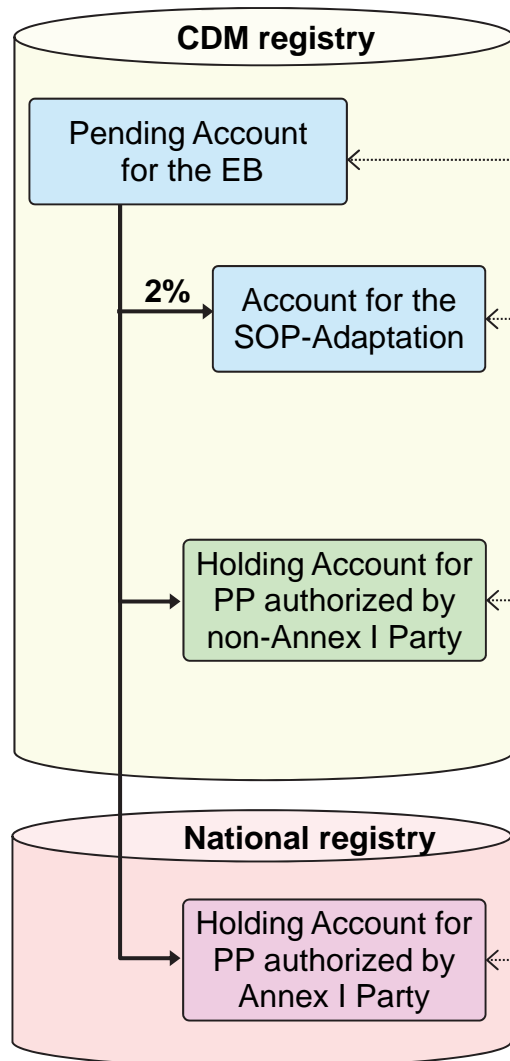 CDM registry
Pending Account
for the EB
2%
Account for the
SOP-Adaptation
Holding Account for
PP authorized by
non-Annex I Party
National registry
Holding Account for
PP authorized by
Annex I Party